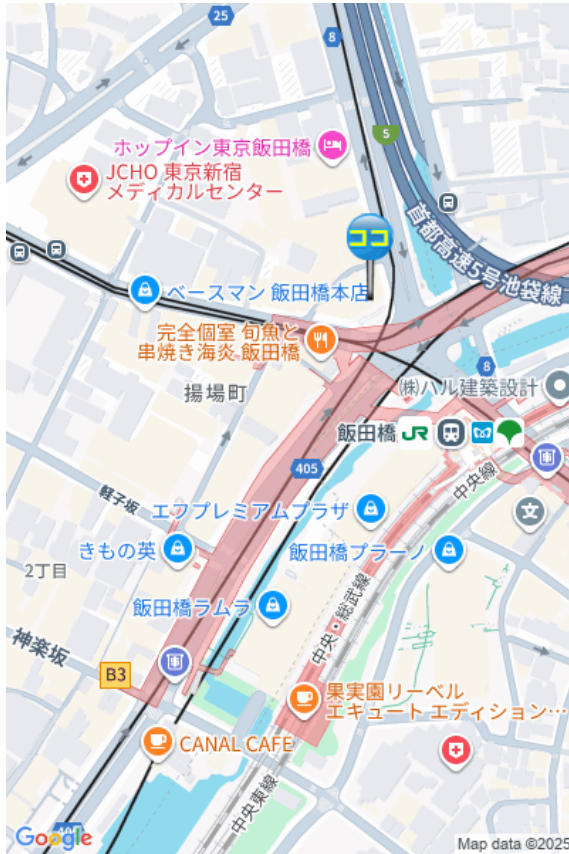 25
8
5
ホップイン東京飯田橋
JCHO 東京新宿
メディカルセンター
ココ
首都高速5号池袋線
ベースマン 飯田橋本店
完全個室 旬魚と
串焼き海炎 飯田橋
8
㈱ハル建築設計
揚場町
飯田橋 JR
405
中央線
文
エフプレミアムプラザ
軽子坂
きもの英
飯田橋プラーノ
2丁目
飯田橋ラムラ
中央・総武線
神楽坂
B3
果実園リーベル
エキュート エディション…
CANAL CAFE
中央東線
405
Google
Map data ©2025